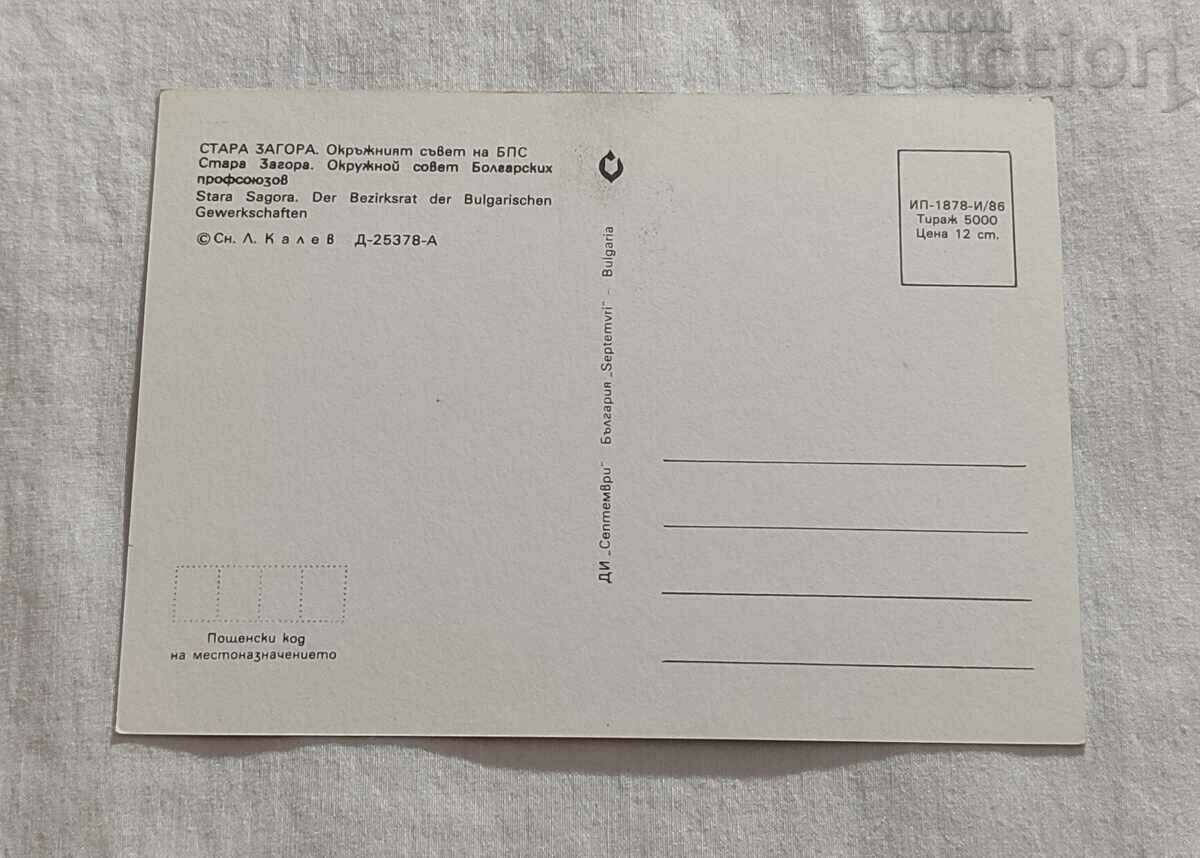 СТАРА ЗАГОРА. Окръжният съвет на БПС
Стара Загора. Окружной совет Болгарских
профсоюзов
Stara Sagora. Der Bezirksrat der Bulgarischen
Gewerkschaften
© Сн. Л. Калев Д-25378-А
ДИ „Септември" България „Septemvri" - Bulgaria
ИП-1878-И/86
Тираж 5000
Цена 12 ст.
Пощенски код
на местоназначението
auction